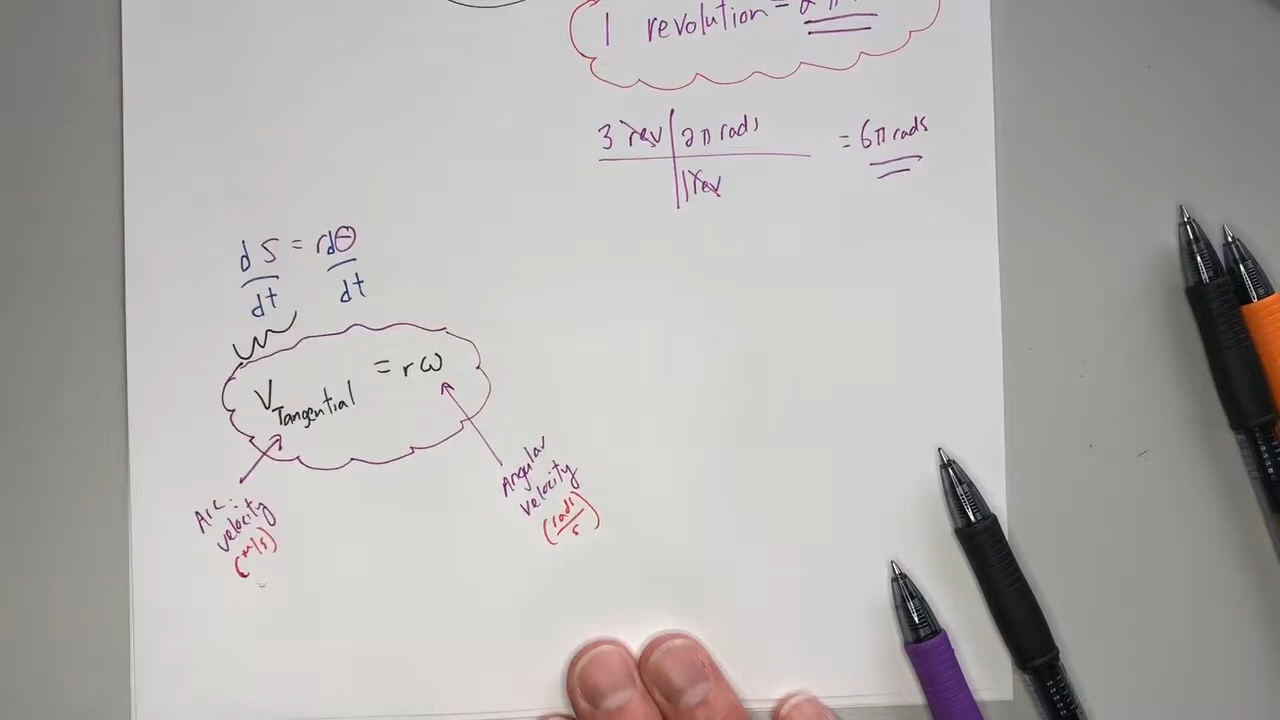 1 revolution = 2π
3 rev | 2π rads = 6π rads
1 rev
dS = rdθ
dt dt
V Tangential = rω
Arc velocity (m/s)
Angular velocity (rads/s)